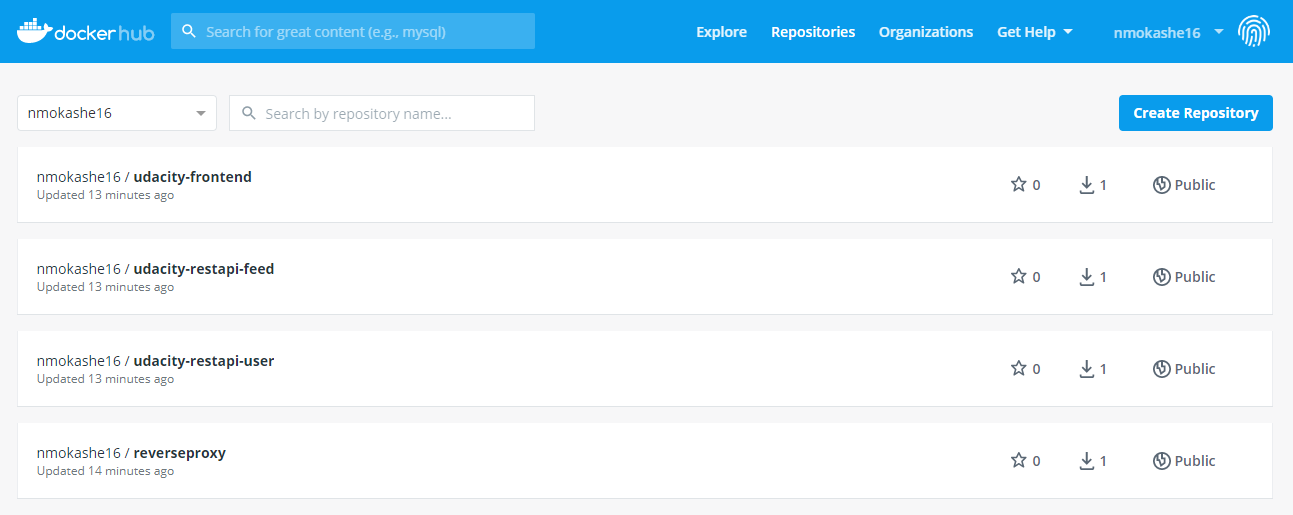 docker hub
Search for great content (e.g., mysql)
Explore
Repositories
Organizations
Get Help
nmokashe16
nmokashe16
Search by repository name...
Create Repository
nmokashe16 / udacity-frontend
Updated 13 minutes ago
0
1
Public
nmokashe16 / udacity-restapi-feed
Updated 13 minutes ago
0
1
Public
nmokashe16 / udacity-restapi-user
Updated 13 minutes ago
0
1
Public
nmokashe16 / reverseproxy
Updated 14 minutes ago
0
1
Public